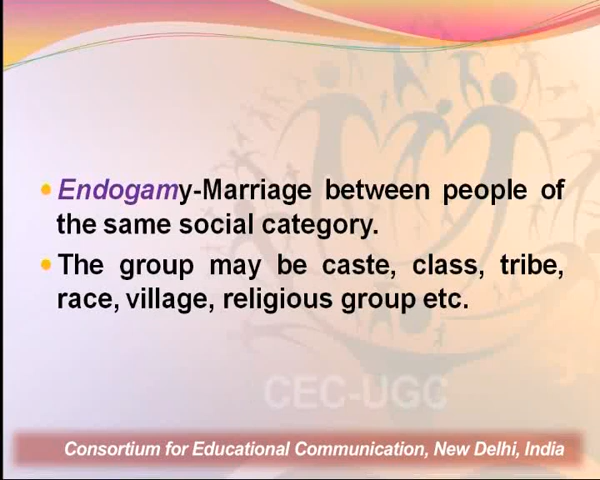 Endogamy-Marriage between people of
the same social category.
The group may be caste, class, tribe,
race, village, religious group etc.
CEC-UGC
Consortium for Educational Communication, New Delhi, India